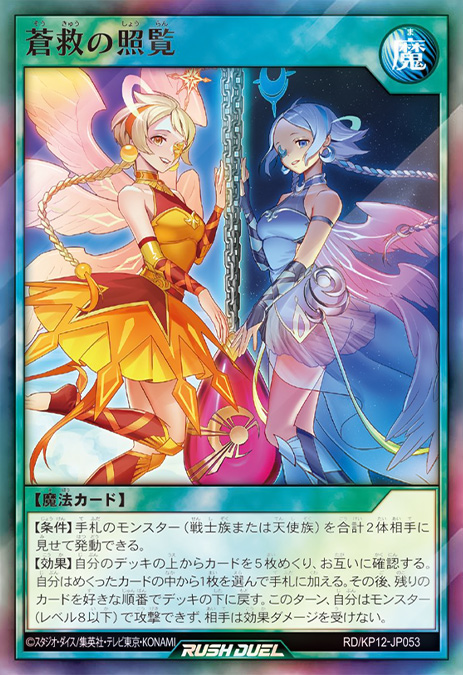 蒼救の照覧
魔
【魔法カード】
【条件】手札のモンスター(戦士族または天使族)を合計2体相手に
見せて発動できる。
【効果】自分のデッキの上からカードを5枚めくり、お互いに確認する。
自分はめくったカードの中から1枚を選んで手札に加える。その後、残りの
カードを好きな順番でデッキの下に戻す。このターン、自分はモンスター
(レベル8以下)で攻撃できず、相手は効果ダメージを受けない。
©スタジオ・ダイス/集英社・テレビ東京・KONAMI
RUSH DUEL
RD/KP12-JP053